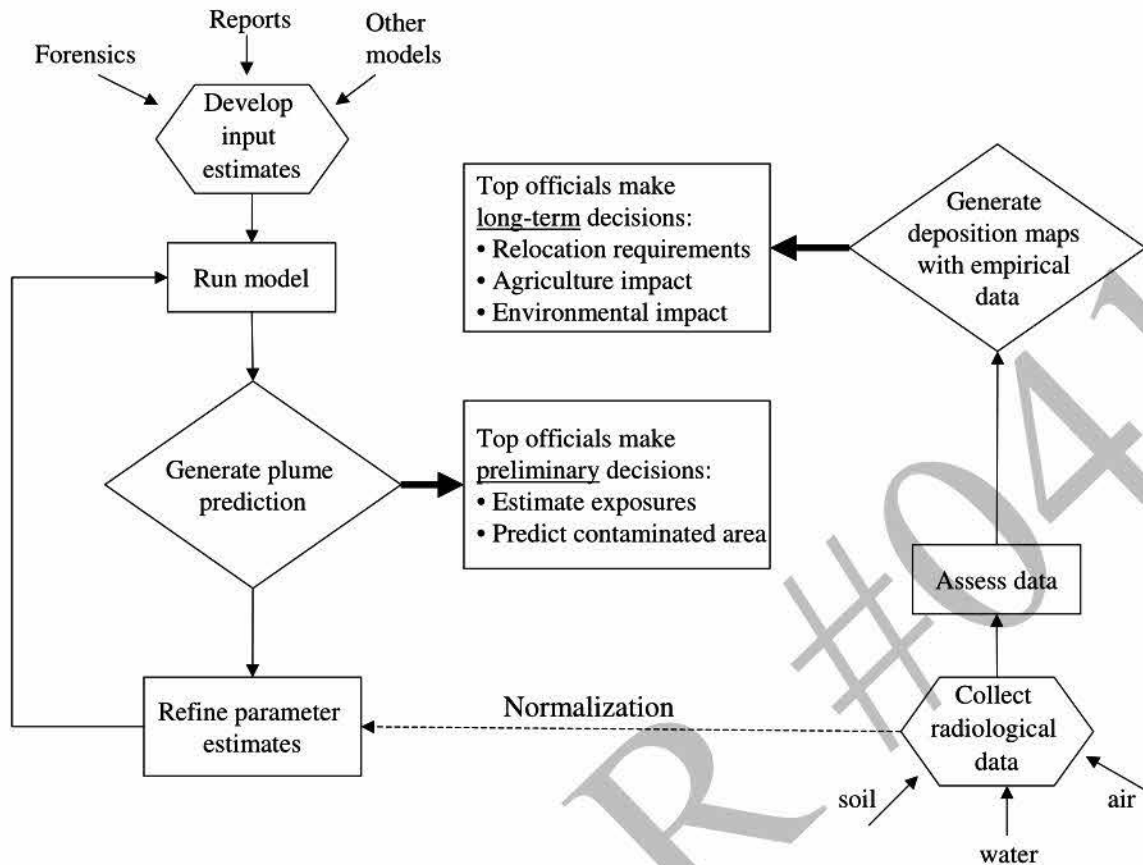 Reports
Other
models
Forensics
Develop
input
estimates
Run model
Generate plume
prediction
Refine parameter
estimates
Top officials make
long-term decisions:
• Relocation requirements
• Agriculture impact
• Environmental impact
Top officials make
preliminary decisions:
• Estimate exposures
• Predict contaminated area
Generate
deposition maps
with empirical
data
Assess data
Normalization
Collect
radiological
data
soil
air
water
R #04